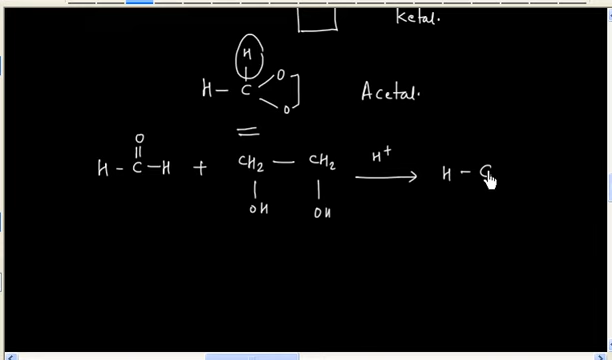 Ketal.
H
H - C O
O
Acetal.
O
H - C - H + CH2 - CH2 H+ H - C
OH OH